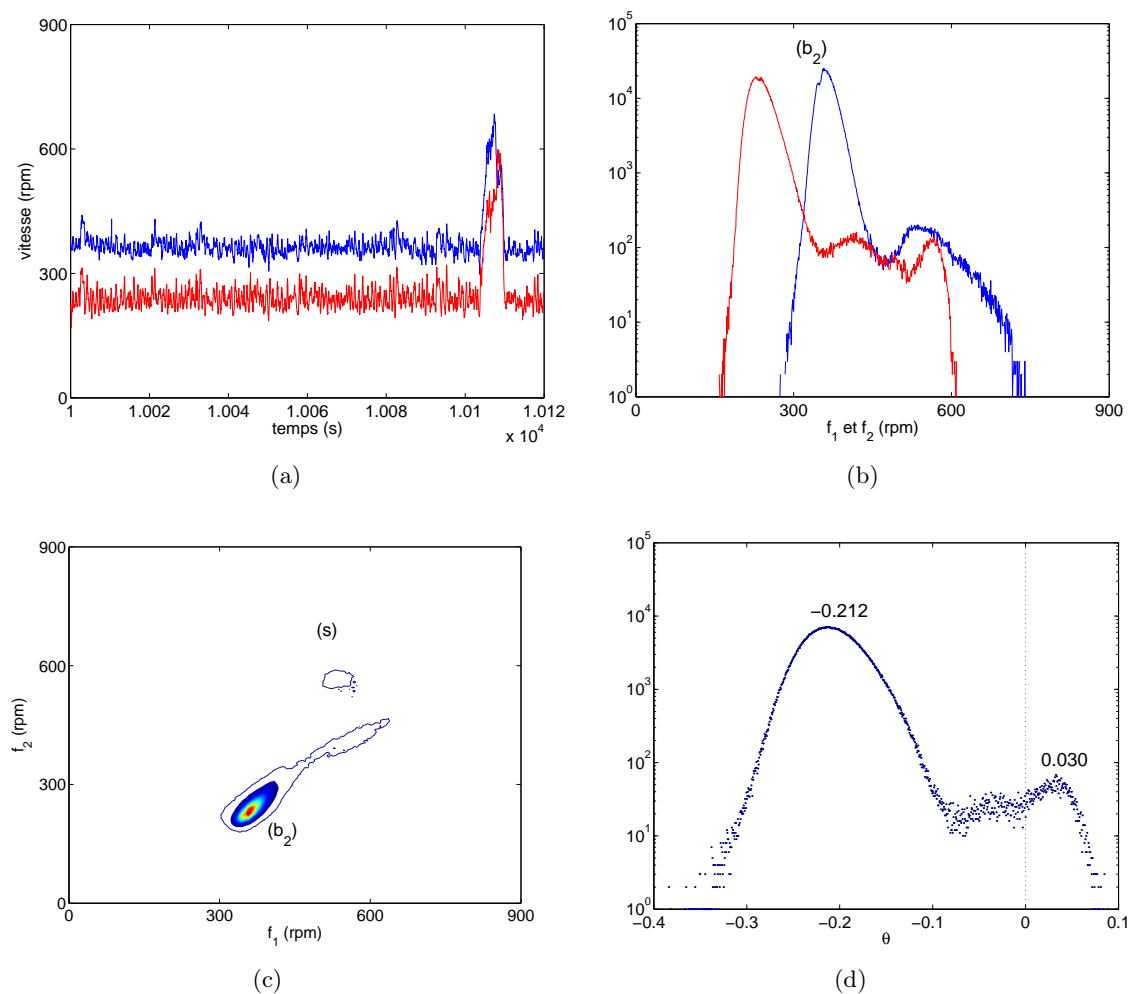 900
600
300
0
vitesse (rpm)
1 1.002 1.004 1.006 1.008 1.01 1.012
x 10^4
temps (s)
(a)
(b_2)
10^5
10^4
10^3
10^2
10^1
10^0
0 300 600 900
f_1 et f_2 (rpm)
(b)
900
600
300
0
f_2 (rpm)
(s)
(b_2)
0 300 600 900
f_1 (rpm)
(c)
10^5
10^4
10^3
10^2
10^1
10^0
−0.212
0.030
−0.4 −0.3 −0.2 −0.1 0 0.1
θ
(d)